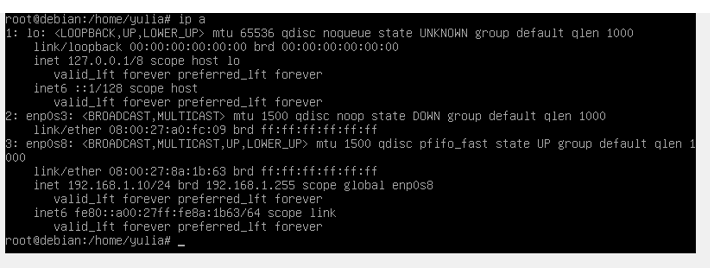 root@debian:/home/yulia# ip a
1: lo: <LOOPBACK,UP,LOWER_UP> mtu 65536 qdisc noqueue state UNKNOWN group default qlen 1000
    link/loopback 00:00:00:00:00:00 brd 00:00:00:00:00:00
    inet 127.0.0.1/8 scope host lo
       valid_lft forever preferred_lft forever
    inet6 ::1/128 scope host
       valid_lft forever preferred_lft forever
2: enp0s3: <BROADCAST,MULTICAST> mtu 1500 qdisc noop state DOWN group default qlen 1000
    link/ether 08:00:27:a0:fc:09 brd ff:ff:ff:ff:ff:ff
3: enp0s8: <BROADCAST,MULTICAST,UP,LOWER_UP> mtu 1500 qdisc pfifo_fast state UP group default qlen 1
000
    link/ether 08:00:27:8a:1b:63 brd ff:ff:ff:ff:ff:ff
    inet 192.168.1.10/24 brd 192.168.1.255 scope global enp0s8
       valid_lft forever preferred_lft forever
    inet6 fe80::a00:27ff:fe8a:1b63/64 scope link
       valid_lft forever preferred_lft forever
root@debian:/home/yulia# _